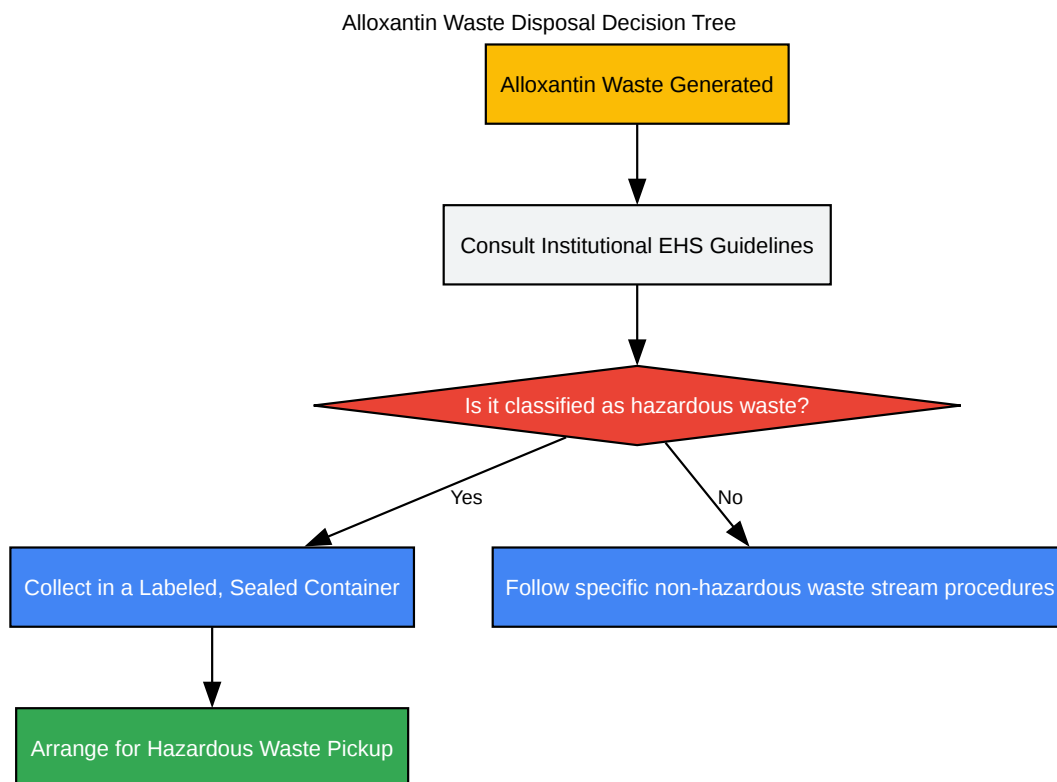 Alloxantin Waste Disposal Decision Tree
Alloxantin Waste Generated
Consult Institutional EHS Guidelines
Is it classified as hazardous waste?
Yes
No
Collect in a Labeled, Sealed Container
Follow specific non-hazardous waste stream procedures
Arrange for Hazardous Waste Pickup